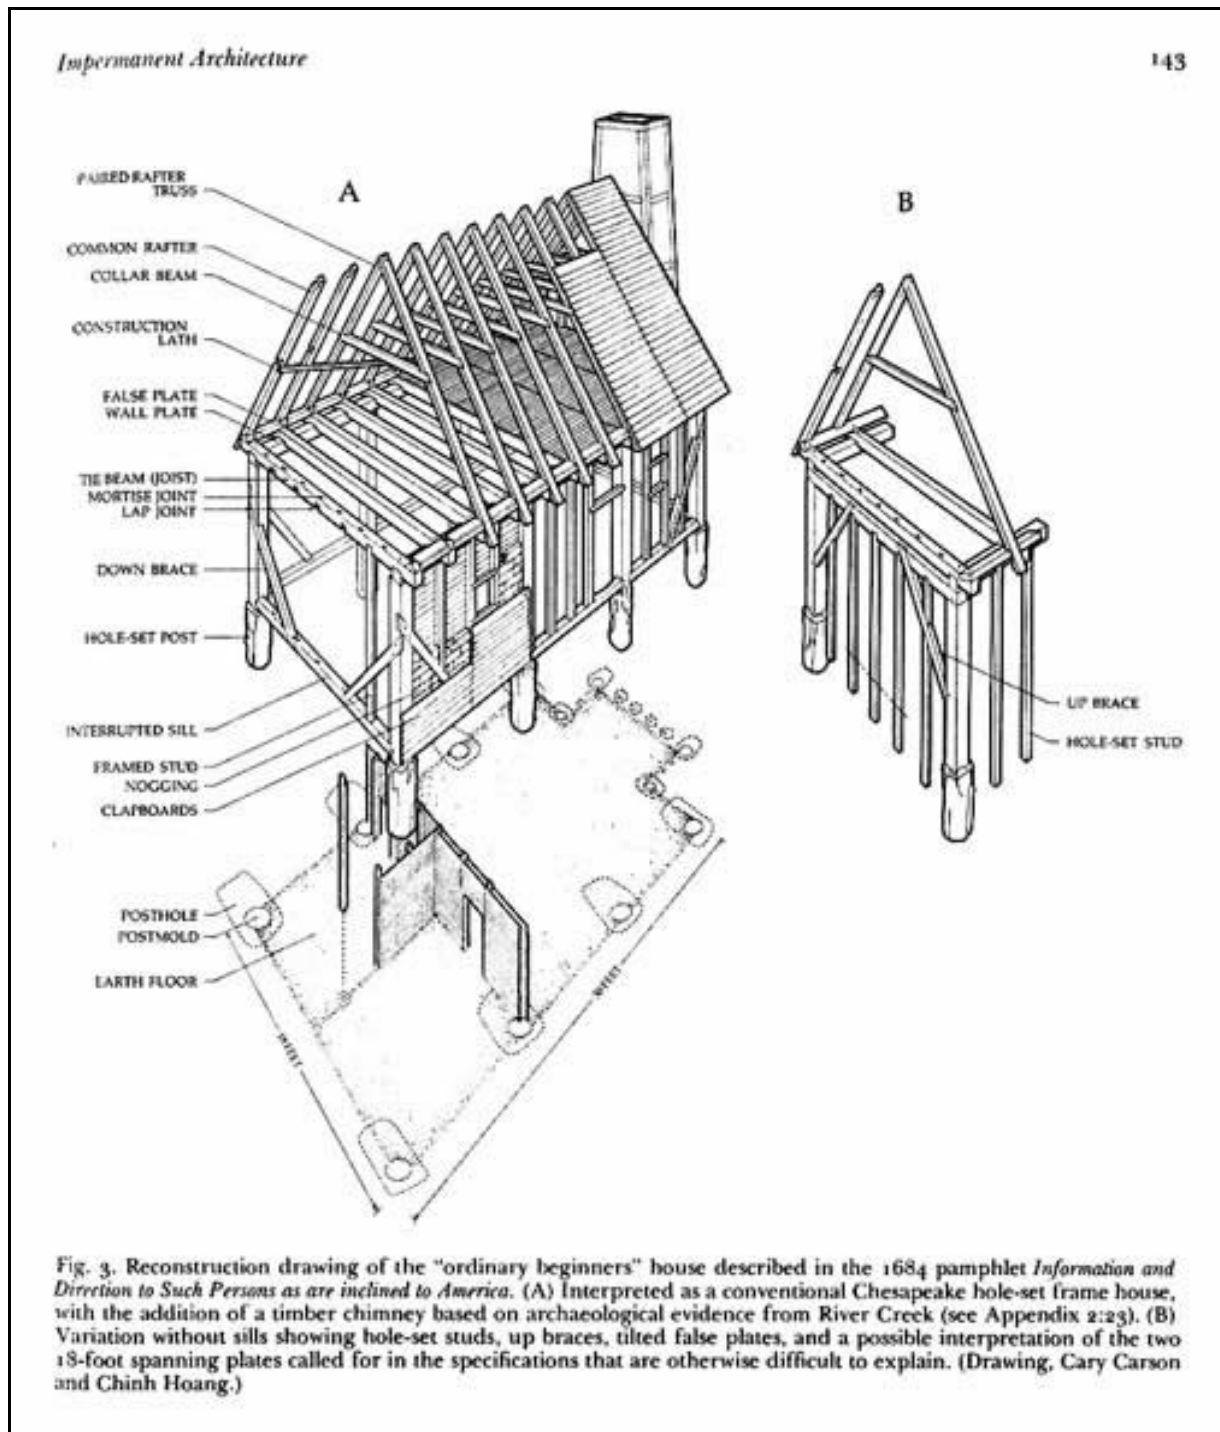 Impermanent Architecture
143
A
B
PAIRED RAFTER
TRUSS
COMMON RAFTER
COLLAR BEAM
CONSTRUCTION
LATH
FALSE PLATE
WALL PLATE
TIE BEAM (JOIST)
MORTISE JOINT
LAP JOINT
DOWN BRACE
HOLE-SET POST
INTERRUPTED SILL
FRAMED STUD
NOGGING
CLAPBOARDS
UP BRACE
HOLE-SET STUD
POSTHOLE
POSTMOLD
EARTH FLOOR
FEET
FEET
Fig. 3. Reconstruction drawing of the "ordinary beginners" house described in the 1684 pamphlet Information and
Direction to Such Persons as are inclined to America. (A) Interpreted as a conventional Chesapeake hole-set frame house,
with the addition of a timber chimney based on archaeological evidence from River Creek (see Appendix 2:23). (B)
Variation without sills showing hole-set studs, up braces, tilted false plates, and a possible interpretation of the two
18-foot spanning plates called for in the specifications that are otherwise difficult to explain. (Drawing, Cary Carson
and Chinh Hoang.)